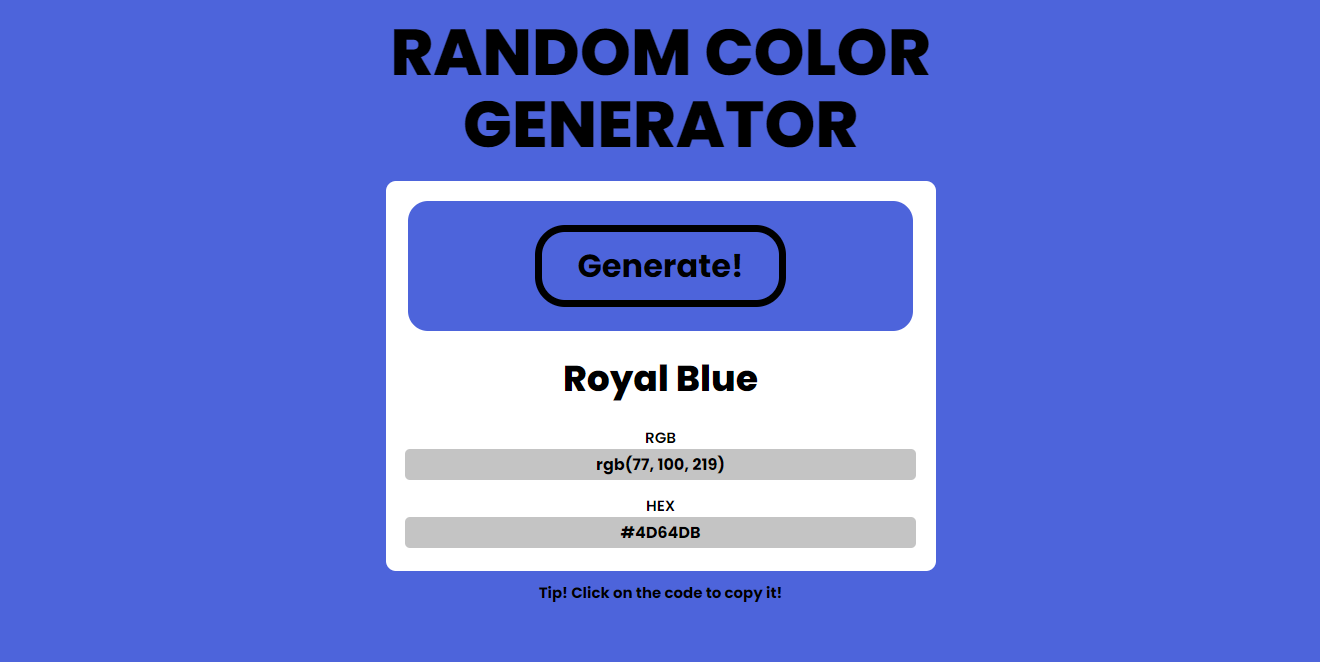 RANDOM COLOR
GENERATOR
Generate!
Royal Blue
RGB
rgb(77, 100, 219)
HEX
#4D64DB
Tip! Click on the code to copy it!